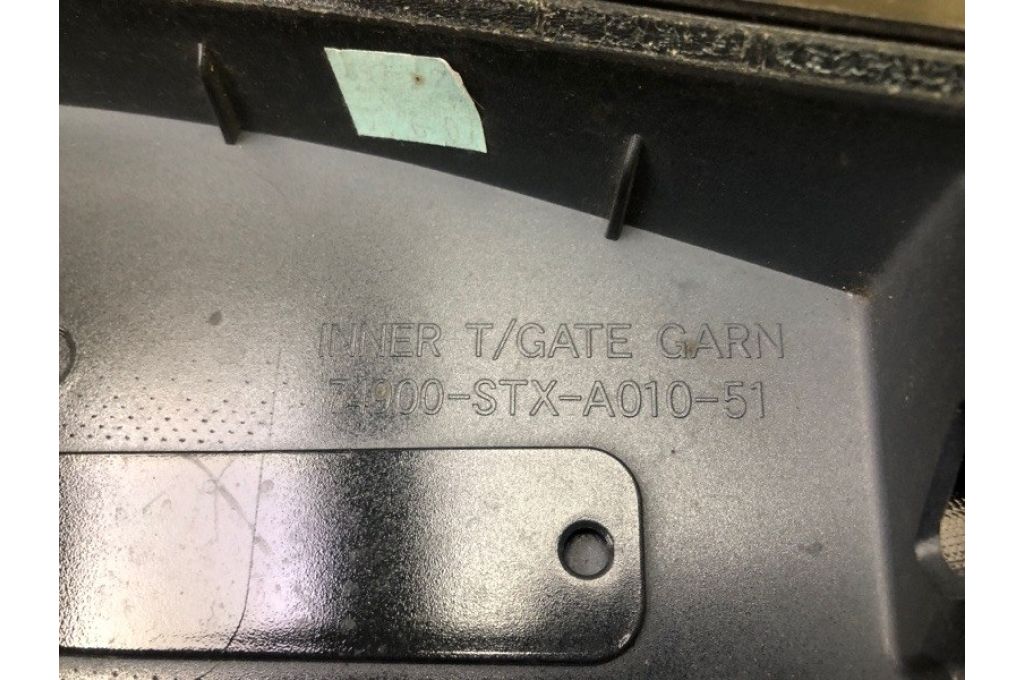 INNER T/GATE GARN
74900-STX-A010-51